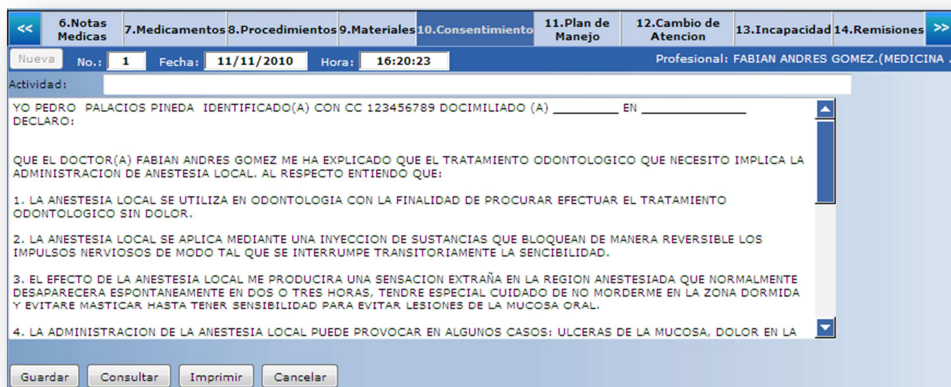 << 6.Notas Medicas 7.Medicamentos 8.Procedimientos 9.Materiales 10.Consentimiento 11.Plan de Manejo 12.Cambio de Atencion 13.Incapacidad 14.Remisiones >>
Nueva No.: 1 Fecha: 11/11/2010 Hora: 16:20:23 Profesional: FABIAN ANDRES GOMEZ.(MEDICINA .
Actividad:
YO PEDRO PALACIOS PINEDA IDENTIFICADO(A) CON CC 123456789 DOCIMILIADO (A) __________ EN ______________
DECLARO:
QUE EL DOCTOR(A) FABIAN ANDRES GOMEZ ME HA EXPLICADO QUE EL TRATAMIENTO ODONTOLOGICO QUE NECESITO IMPLICA LA
ADMINISTRACION DE ANESTESIA LOCAL. AL RESPECTO ENTIENDO QUE:
1. LA ANESTESIA LOCAL SE UTILIZA EN ODONTOLOGIA CON LA FINALIDAD DE PROCURAR EFECTUAR EL TRATAMIENTO
ODONTOLOGICO SIN DOLOR.
2. LA ANESTESIA LOCAL SE APLICA MEDIANTE UNA INYECCION DE SUSTANCIAS QUE BLOQUEAN DE MANERA REVERSIBLE LOS
IMPULSOS NERVIOSOS DE MODO TAL QUE SE INTERRUMPE TRANSITORIAMENTE LA SENCIBILIDAD.
3. EL EFECTO DE LA ANESTESIA LOCAL ME PRODUCIRA UNA SENSACION EXTRAÑA EN LA REGION ANESTESIADA QUE NORMALMENTE
DESAPARECERA ESPONTANEAMENTE EN DOS O TRES HORAS, TENDRE ESPECIAL CUIDADO DE NO MORDERME EN LA ZONA DORMIDA
Y EVITARE MASTICAR HASTA TENER SENSIBILIDAD PARA EVITAR LESIONES DE LA MUCOSA ORAL.
4. LA ADMINISTRACION DE LA ANESTESIA LOCAL PUEDE PROVOCAR EN ALGUNOS CASOS: ULCERAS DE LA MUCOSA, DOLOR EN LA
Guardar Consultar Imprimir Cancelar